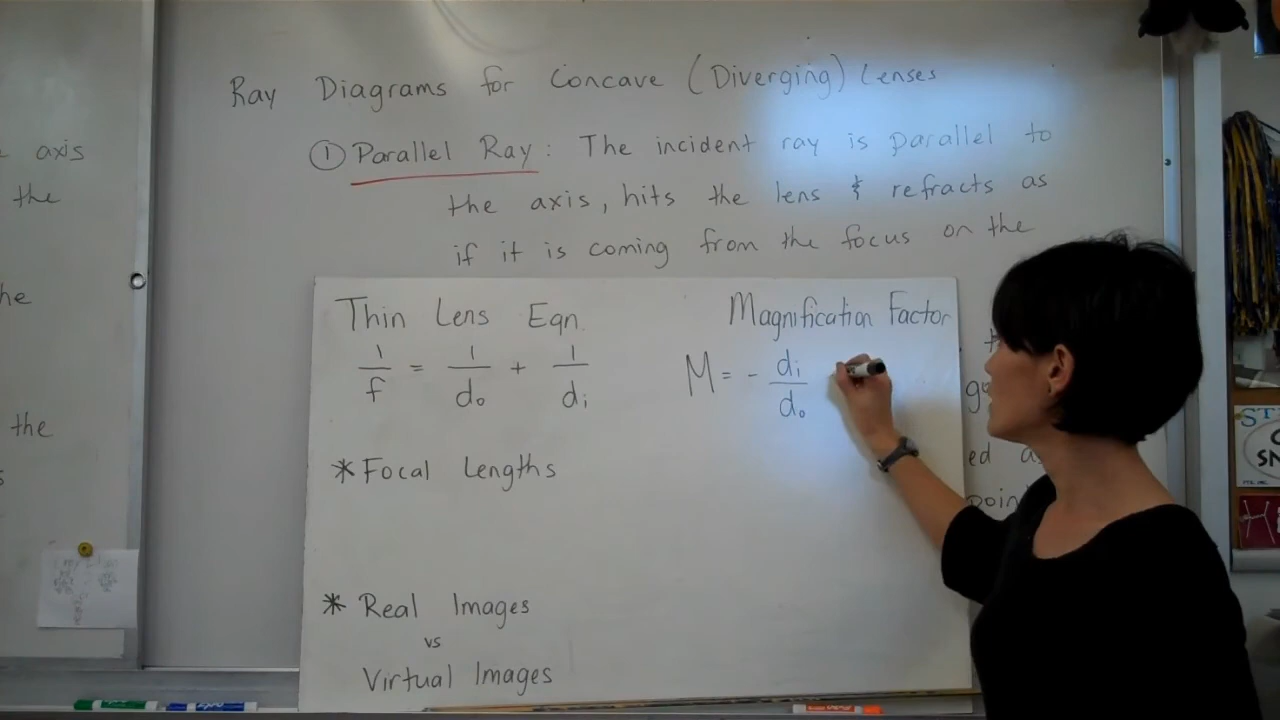 Ray Diagrams for Concave (Diverging) Lenses
① Parallel Ray: The incident ray is parallel to
the axis, hits the lens & refracts as
if it is coming from the focus on the
axis
the
he
the
Thin Lens Eqn.
1/f = 1/do + 1/di
Magnification Factor
M = - di/do
* Focal Lengths
* Real Images
vs
Virtual Images
ed
poin